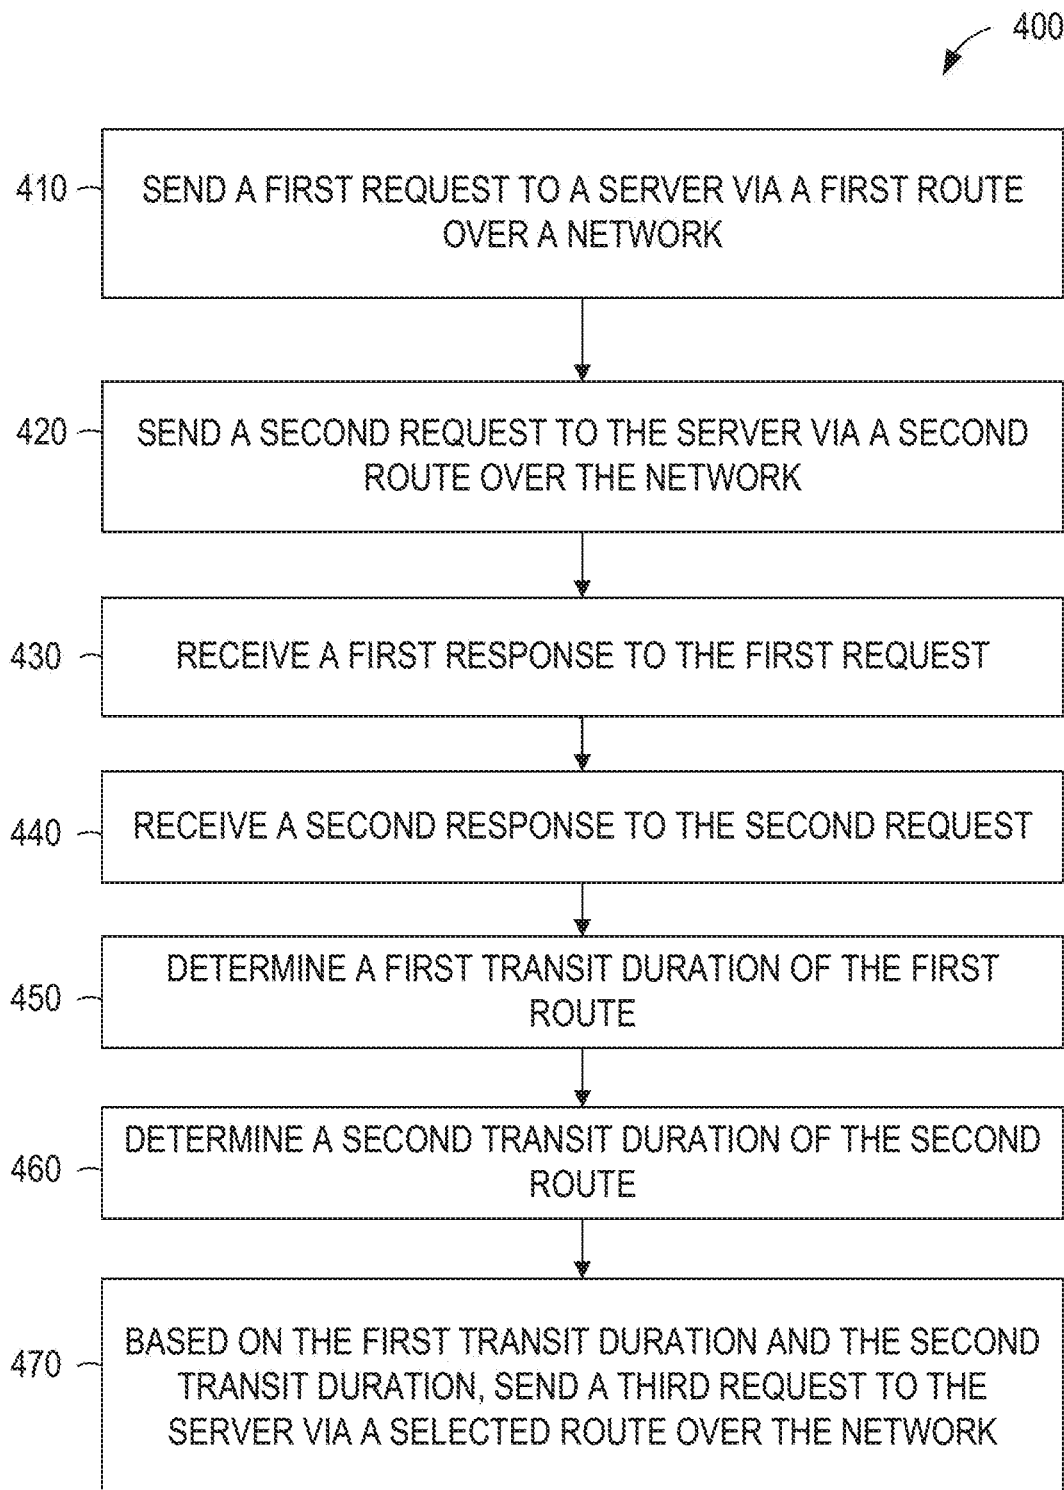 400
410
SEND A FIRST REQUEST TO A SERVER VIA A FIRST ROUTE
OVER A NETWORK
420
SEND A SECOND REQUEST TO THE SERVER VIA A SECOND
ROUTE OVER THE NETWORK
430
RECEIVE A FIRST RESPONSE TO THE FIRST REQUEST
440
RECEIVE A SECOND RESPONSE TO THE SECOND REQUEST
450
DETERMINE A FIRST TRANSIT DURATION OF THE FIRST
ROUTE
460
DETERMINE A SECOND TRANSIT DURATION OF THE SECOND
ROUTE
470
BASED ON THE FIRST TRANSIT DURATION AND THE SECOND
TRANSIT DURATION, SEND A THIRD REQUEST TO THE
SERVER VIA A SELECTED ROUTE OVER THE NETWORK